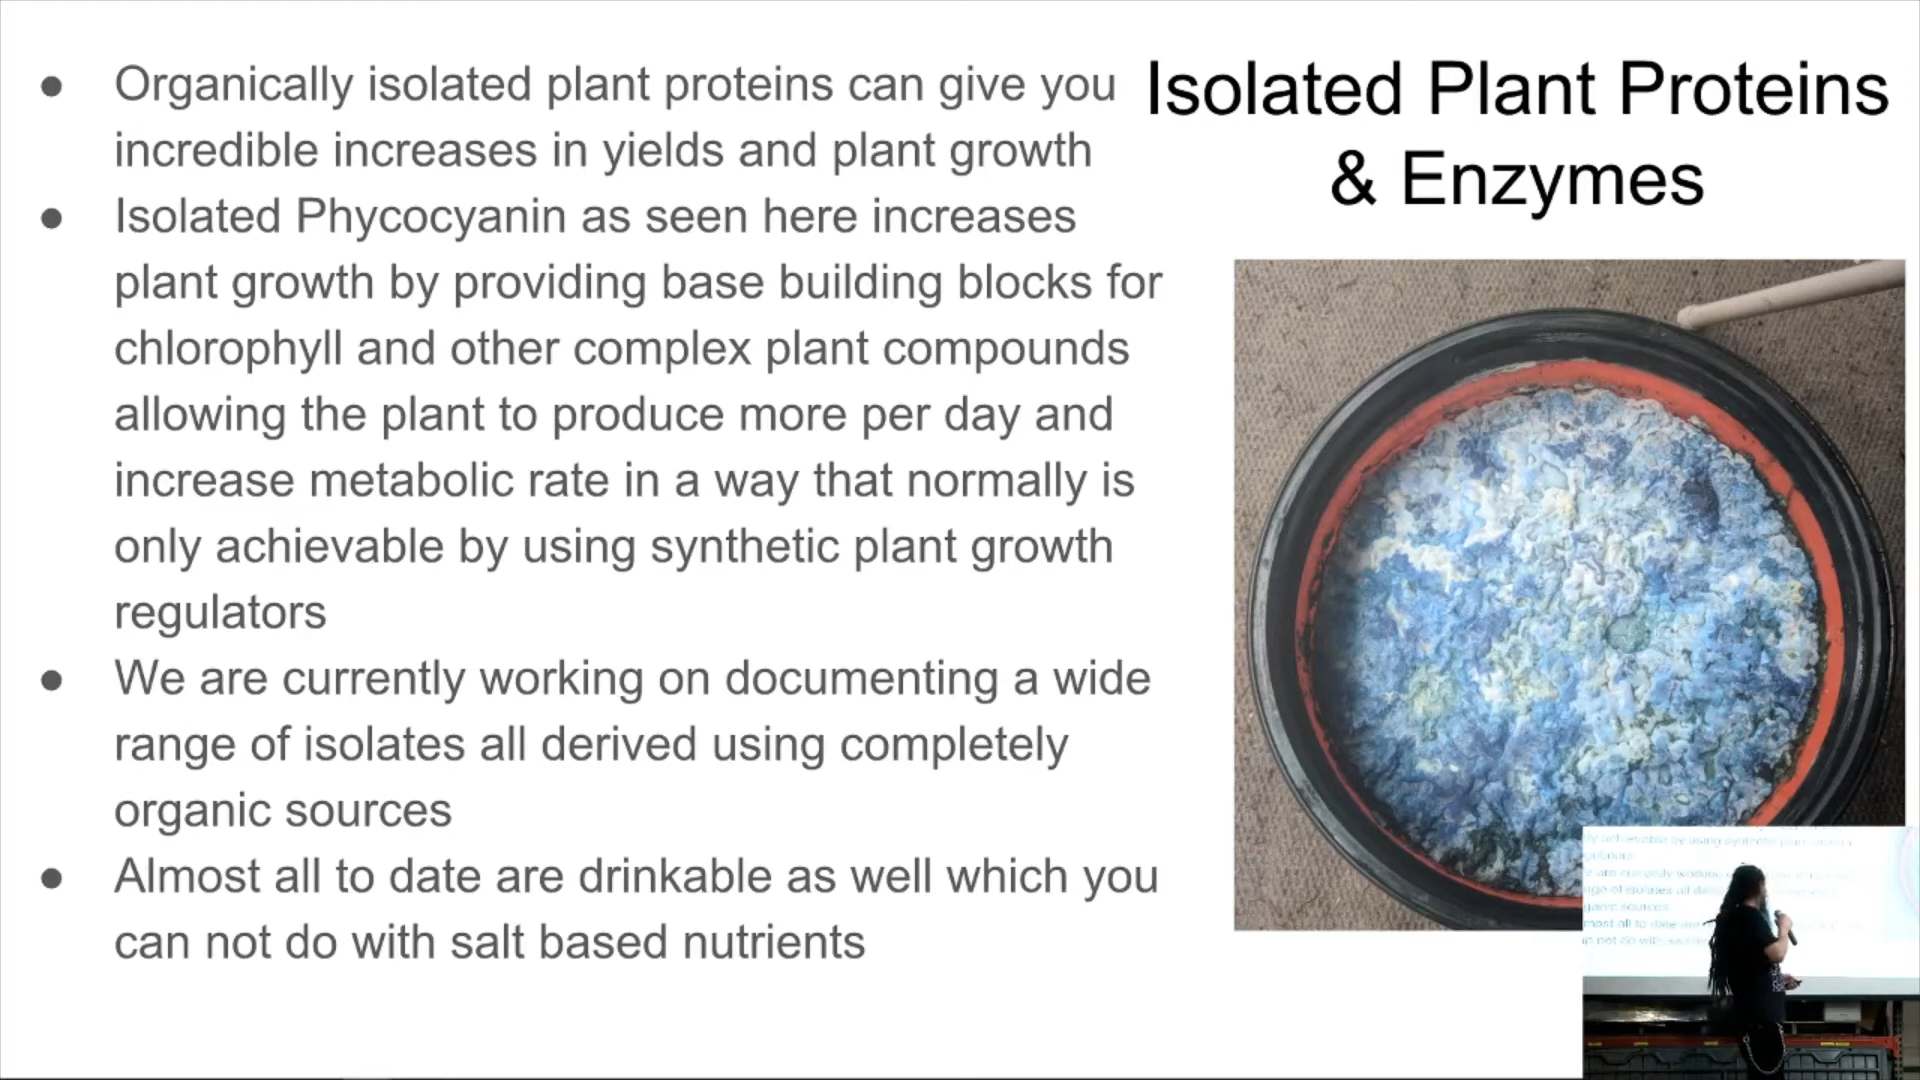 Isolated Plant Proteins
& Enzymes
● Organically isolated plant proteins can give you
incredible increases in yields and plant growth
● Isolated Phycocyanin as seen here increases
plant growth by providing base building blocks for
chlorophyll and other complex plant compounds
allowing the plant to produce more per day and
increase metabolic rate in a way that normally is
only achievable by using synthetic plant growth
regulators
● We are currently working on documenting a wide
range of isolates all derived using completely
organic sources
● Almost all to date are drinkable as well which you
can not do with salt based nutrients